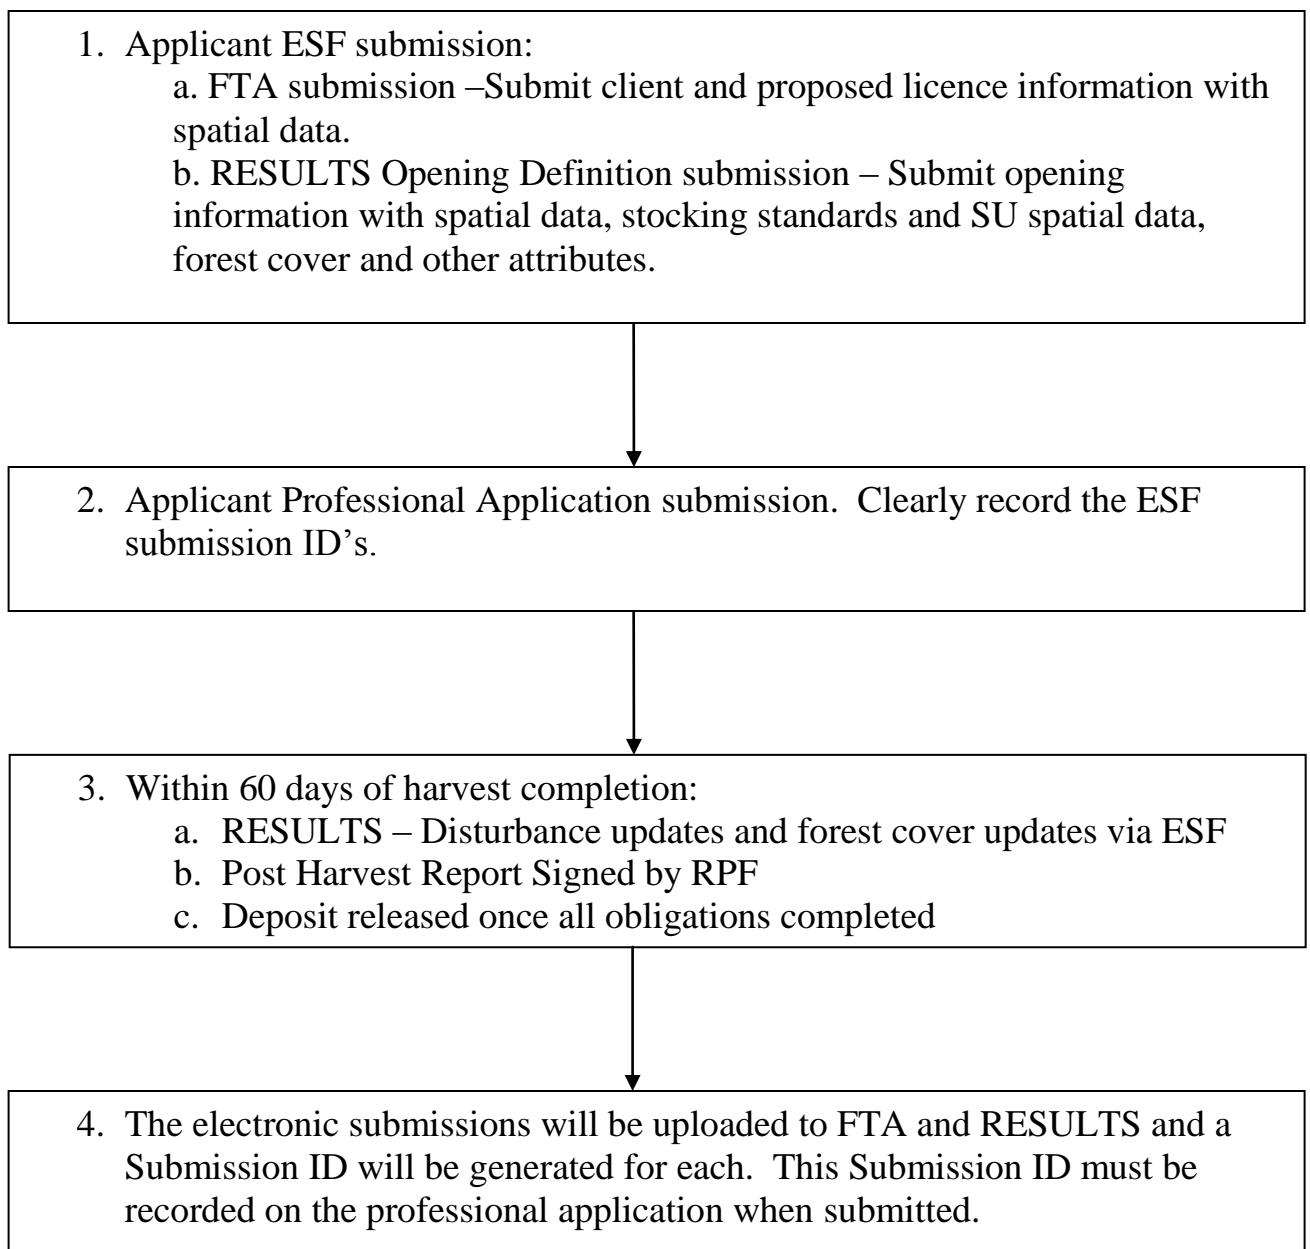 1. Applicant ESF submission:
a. FTA submission –Submit client and proposed licence information with
spatial data.
b. RESULTS Opening Definition submission – Submit opening
information with spatial data, stocking standards and SU spatial data,
forest cover and other attributes.
2. Applicant Professional Application submission.  Clearly record the ESF
submission ID’s.
3. Within 60 days of harvest completion:
a. RESULTS – Disturbance updates and forest cover updates via ESF
b. Post Harvest Report Signed by RPF
c. Deposit released once all obligations completed
4. The electronic submissions will be uploaded to FTA and RESULTS and a
Submission ID will be generated for each.  This Submission ID must be
recorded on the professional application when submitted.